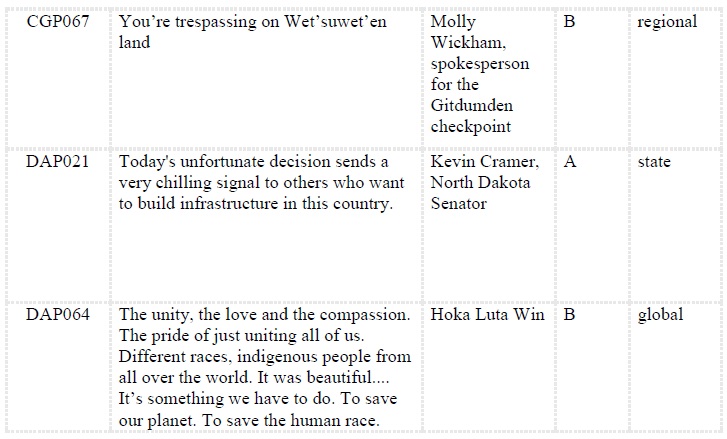 CGP067 You’re trespassing on Wet’suwet’en Molly B regional
land Wickham,
spokesperson
for the
Gitdumden
checkpoint
DAP021 Today's unfortunate decision sends a Kevin Cramer, A state
very chilling signal to others who want North Dakota
to build infrastructure in this country. Senator
DAP064 The unity, the love and the compassion. Hoka Luta Win B global
The pride of just uniting all of us.
Different races, indigenous people from
all over the world. It was beautiful....
It’s something we have to do. To save
our planet. To save the human race.